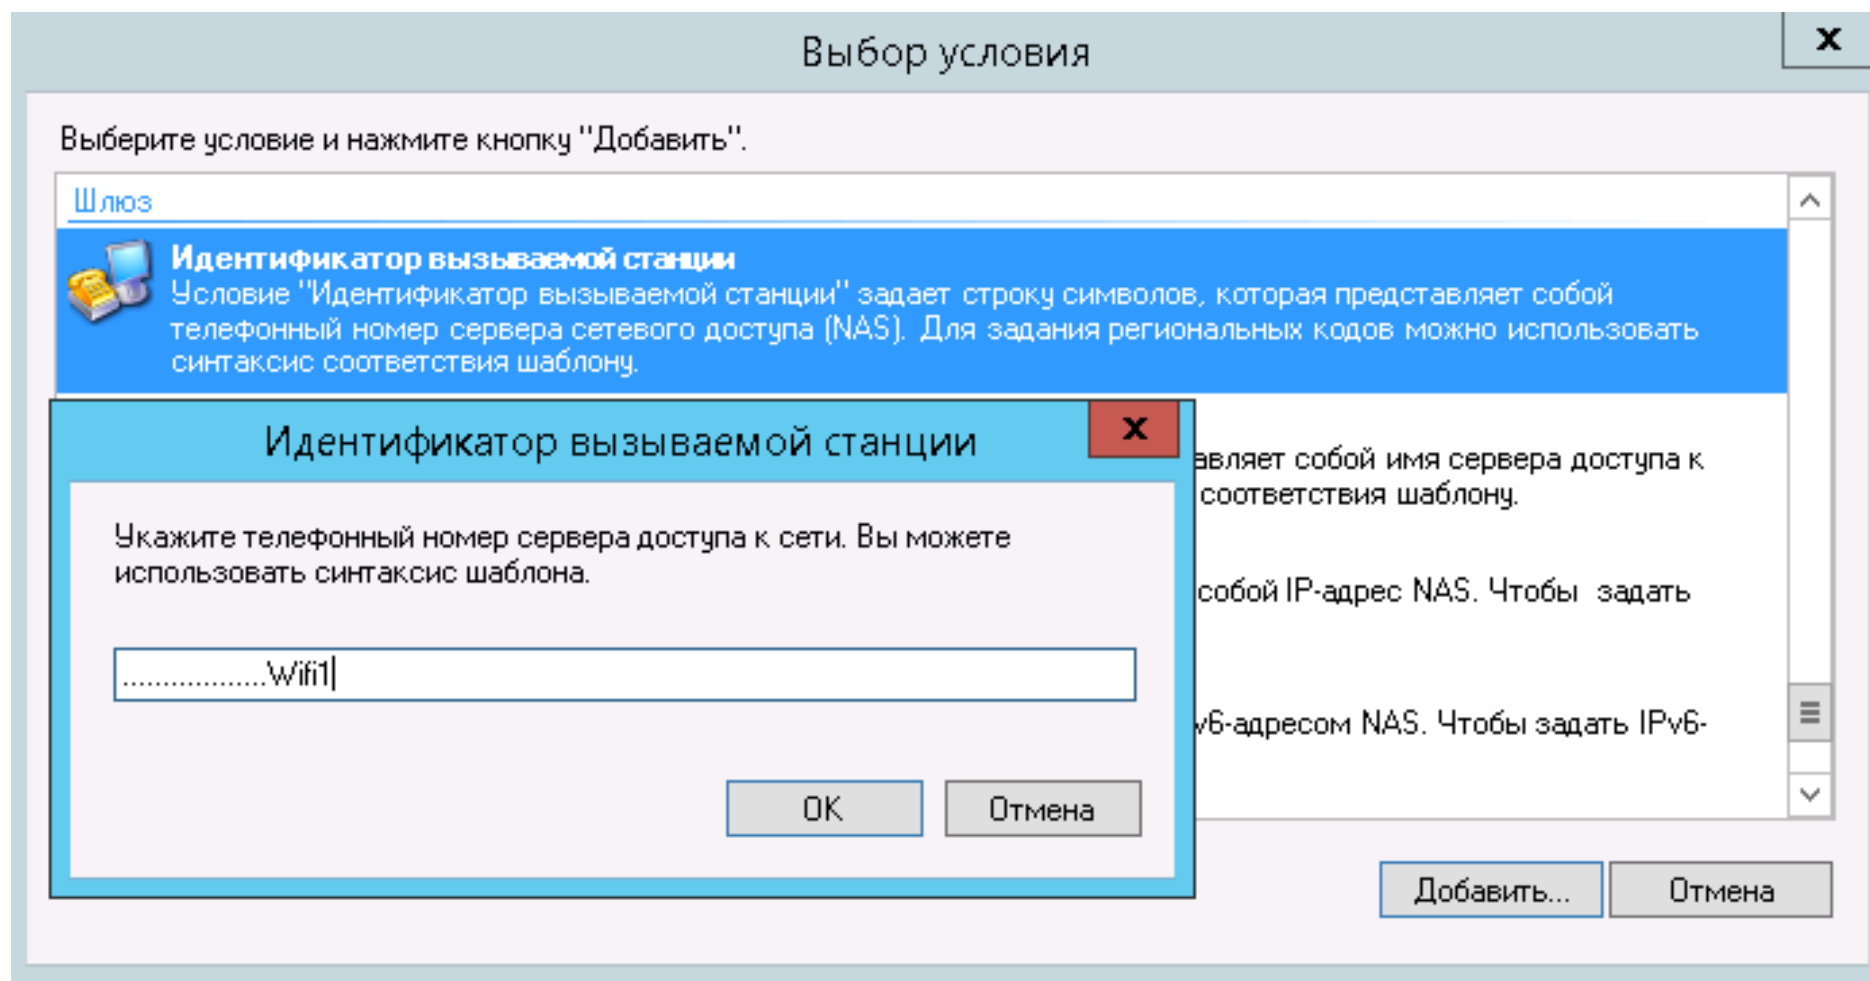 Выбор условия
x
Выберите условие и нажмите кнопку "Добавить".
Шлюз
Идентификатор вызываемой станции
Условие "Идентификатор вызываемой станции" задает строку символов, которая представляет собой
телефонный номер сервера сетевого доступа (NAS). Для задания региональных кодов можно использовать
синтаксис соответствия шаблону.
Идентификатор вызываемой станции
x
Укажите телефонный номер сервера доступа к сети. Вы можете
использовать синтаксис шаблона.
..................Wifi1
OK
Отмена
авляет собой имя сервера доступа к
соответствия шаблону.
собой IP-адрес NAS. Чтобы задать
v6-адресом NAS. Чтобы задать IPv6-
Добавить...
Отмена